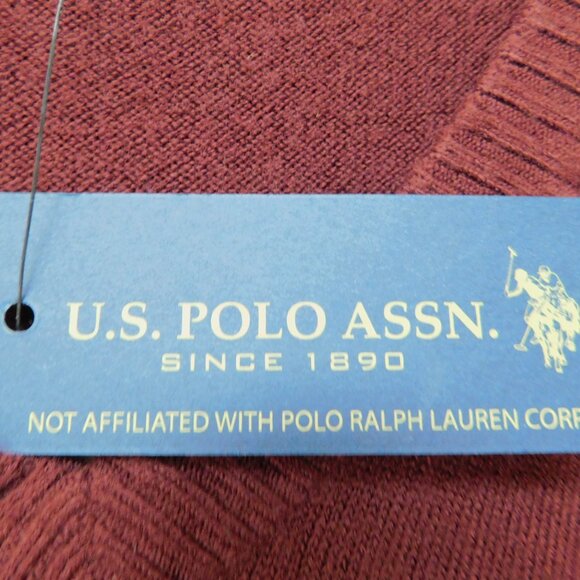 U.S. POLO ASSN.
SINCE 1890
NOT AFFILIATED WITH POLO RALPH LAUREN CORP